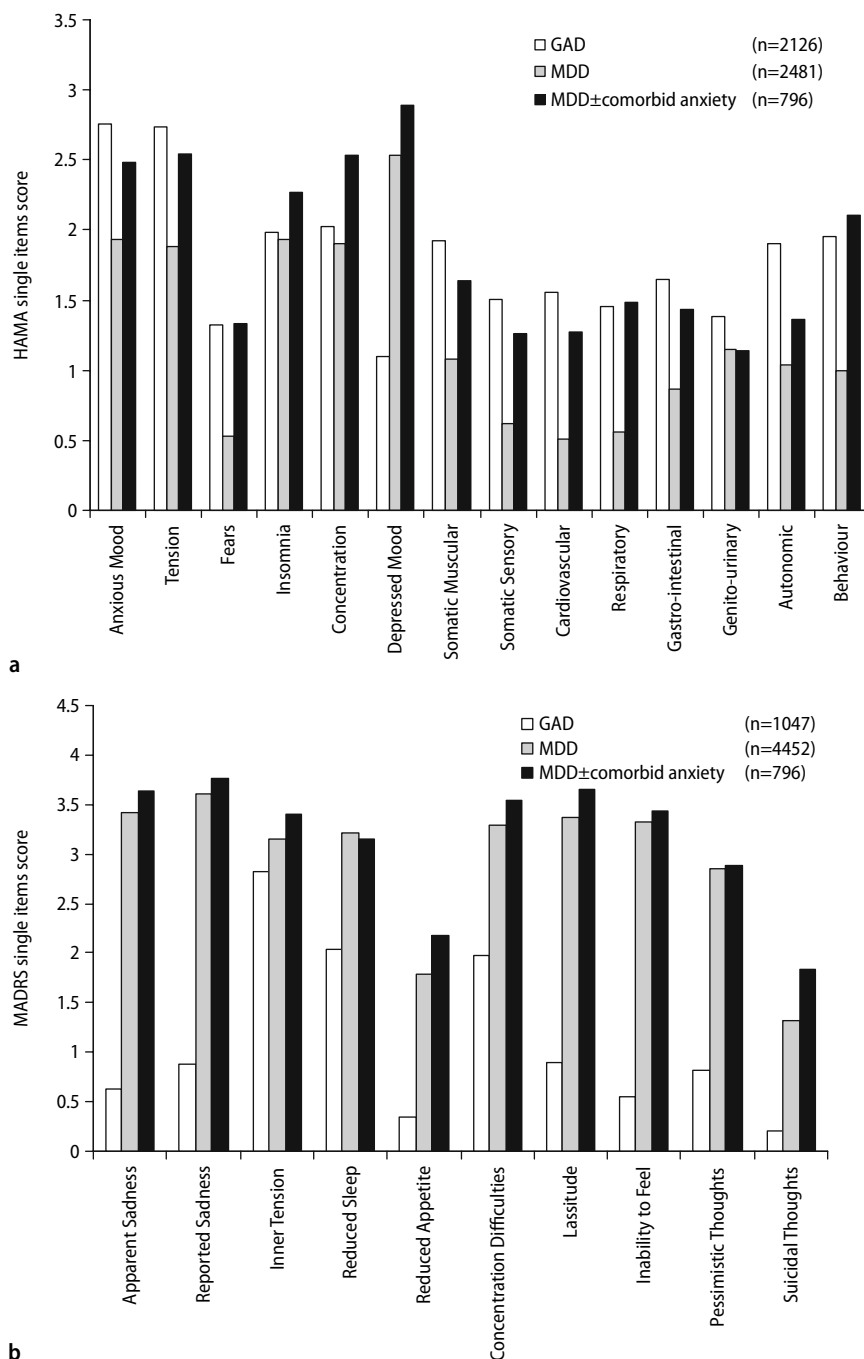 3.5
3
2.5
2
1.5
1
0.5
0
HAMA single items score
GAD (n=2126)
MDD (n=2481)
MDD±comorbid anxiety (n=796)
Anxious Mood
Tension
Fears
Insomnia
Concentration
Depressed Mood
Somatic Muscular
Somatic Sensory
Cardiovascular
Respiratory
Gastro-intestinal
Genito-urinary
Autonomic
Behaviour
a
4.5
4
3.5
3
2.5
2
1.5
1
0.5
0
MADRS single items score
GAD (n=1047)
MDD (n=4452)
MDD±comorbid anxiety (n=796)
Apparent Sadness
Reported Sadness
Inner Tension
Reduced Sleep
Reduced Appetite
Concentration Difficulties
Lassitude
Inability to Feel
Pessimistic Thoughts
Suicidal Thoughts
b